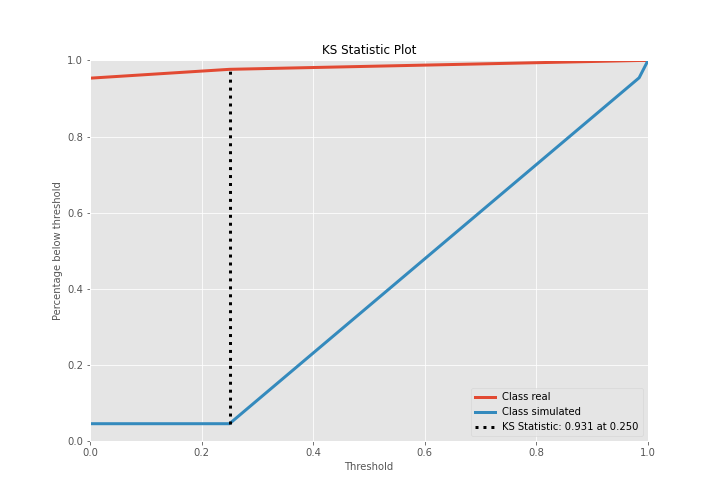 KS Statistic Plot
1.0
0.8
0.6
0.4
0.2
0.0
Percentage below threshold
Class real
Class simulated
KS Statistic: 0.931 at 0.250
0.0 0.2 0.4 0.6 0.8 1.0
Threshold